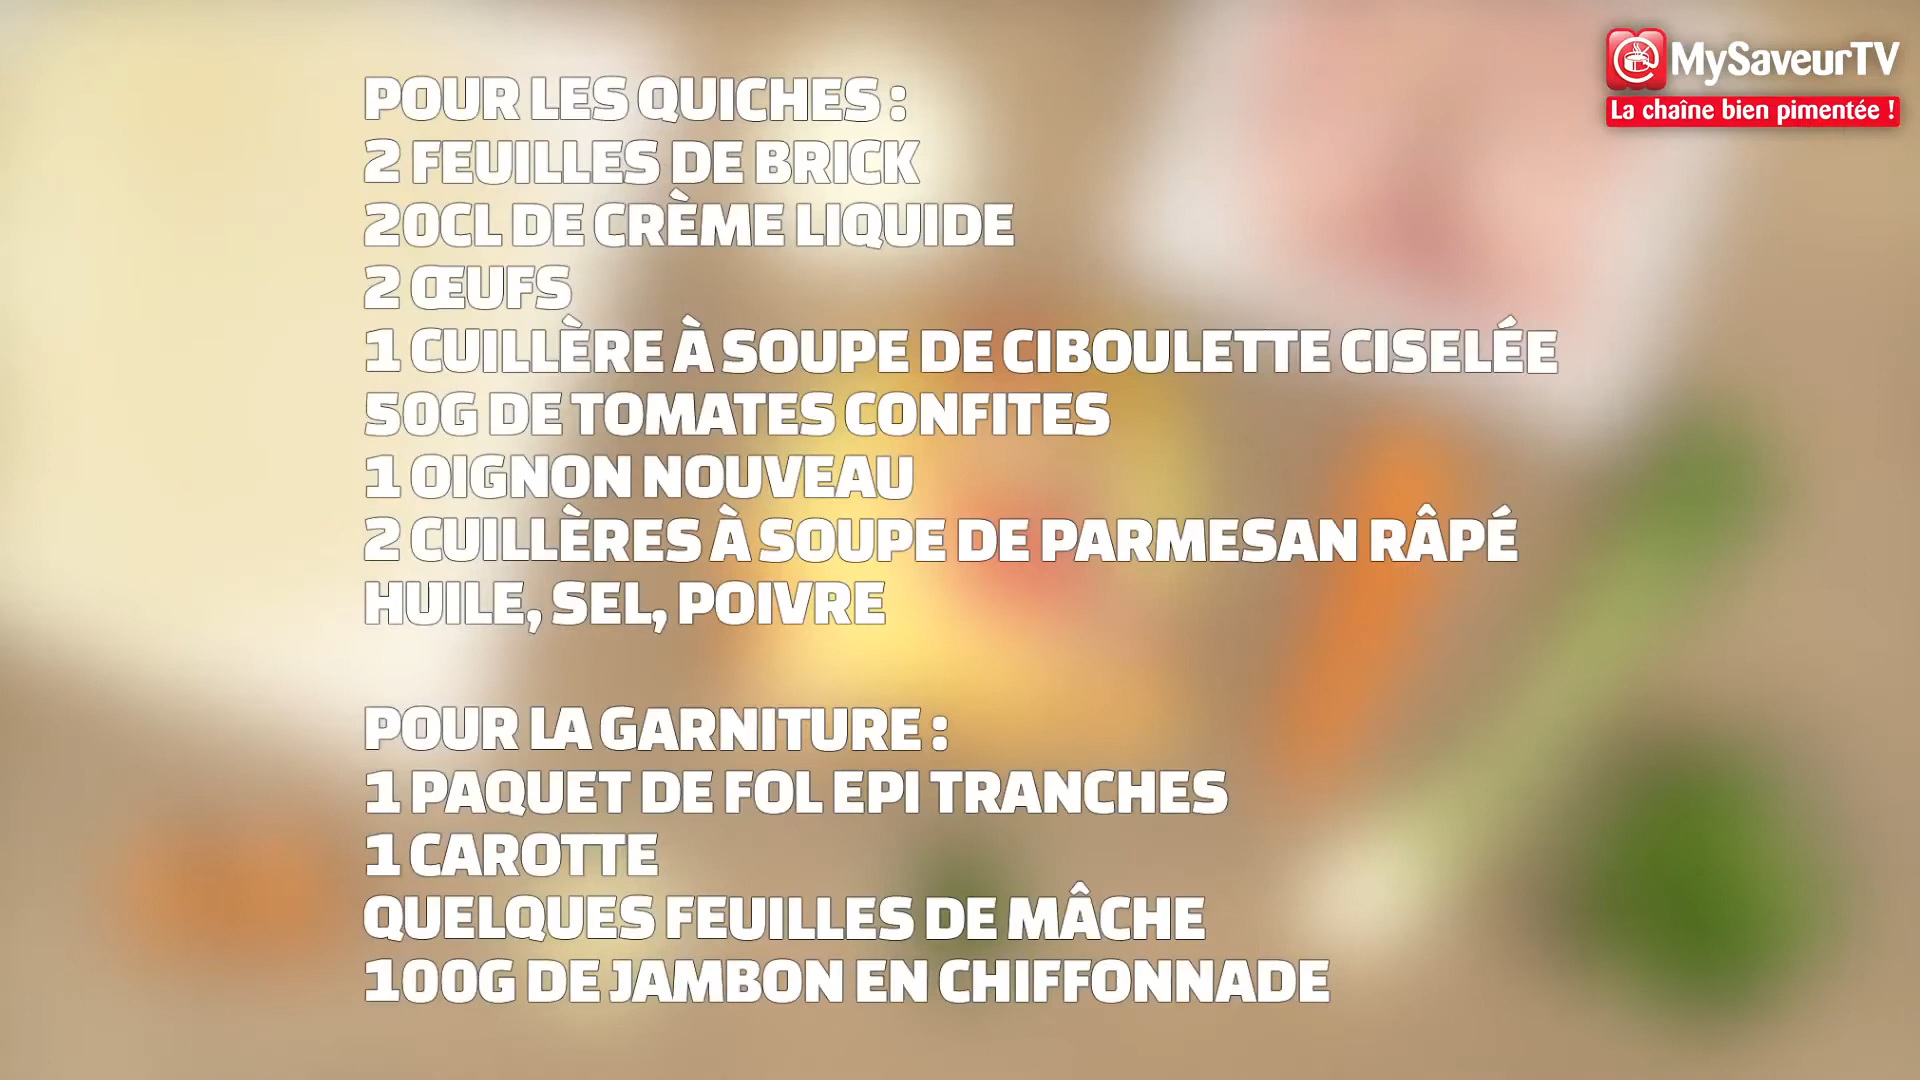 MySaveurTV
La chaîne bien pimentée !
POUR LES QUICHES :
2 FEUILLES DE BRICK
20CL DE CRÈME LIQUIDE
2 ŒUFS
1 CUILLÈRE À SOUPE DE CIBOULETTE CISELÉE
50G DE TOMATES CONFITES
1 OIGNON NOUVEAU
2 CUILLÈRES À SOUPE DE PARMESAN RÂPÉ
HUILE, SEL, POIVRE
POUR LA GARNITURE :
1 PAQUET DE FOL EPI TRANCHES
1 CAROTTE
QUELQUES FEUILLES DE MÂCHE
100G DE JAMBON EN CHIFFONNADE